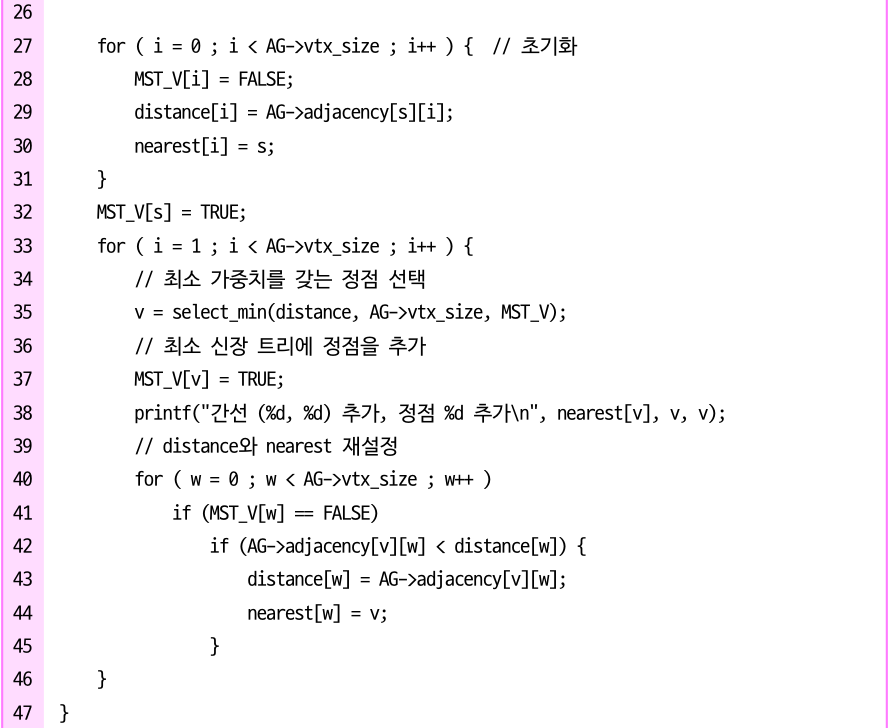 26
27 for ( i = 0 ; i < AG->vtx_size ; i++ ) { // 초기화
28 MST_V[i] = FALSE;
29 distance[i] = AG->adjacency[s][i];
30 nearest[i] = s;
31 }
32 MST_V[s] = TRUE;
33 for ( i = 1 ; i < AG->vtx_size ; i++ ) {
34 // 최소 가중치를 갖는 정점 선택
35 v = select_min(distance, AG->vtx_size, MST_V);
36 // 최소 신장 트리에 정점을 추가
37 MST_V[v] = TRUE;
38 printf("간선 (%d, %d) 추가, 정점 %d 추가\n", nearest[v], v, v);
39 // distance와 nearest 재설정
40 for ( w = 0 ; w < AG->vtx_size ; w++ )
41 if (MST_V[w] == FALSE)
42 if (AG->adjacency[v][w] < distance[w]) {
43 distance[w] = AG->adjacency[v][w];
44 nearest[w] = v;
45 }
46 }
47 }